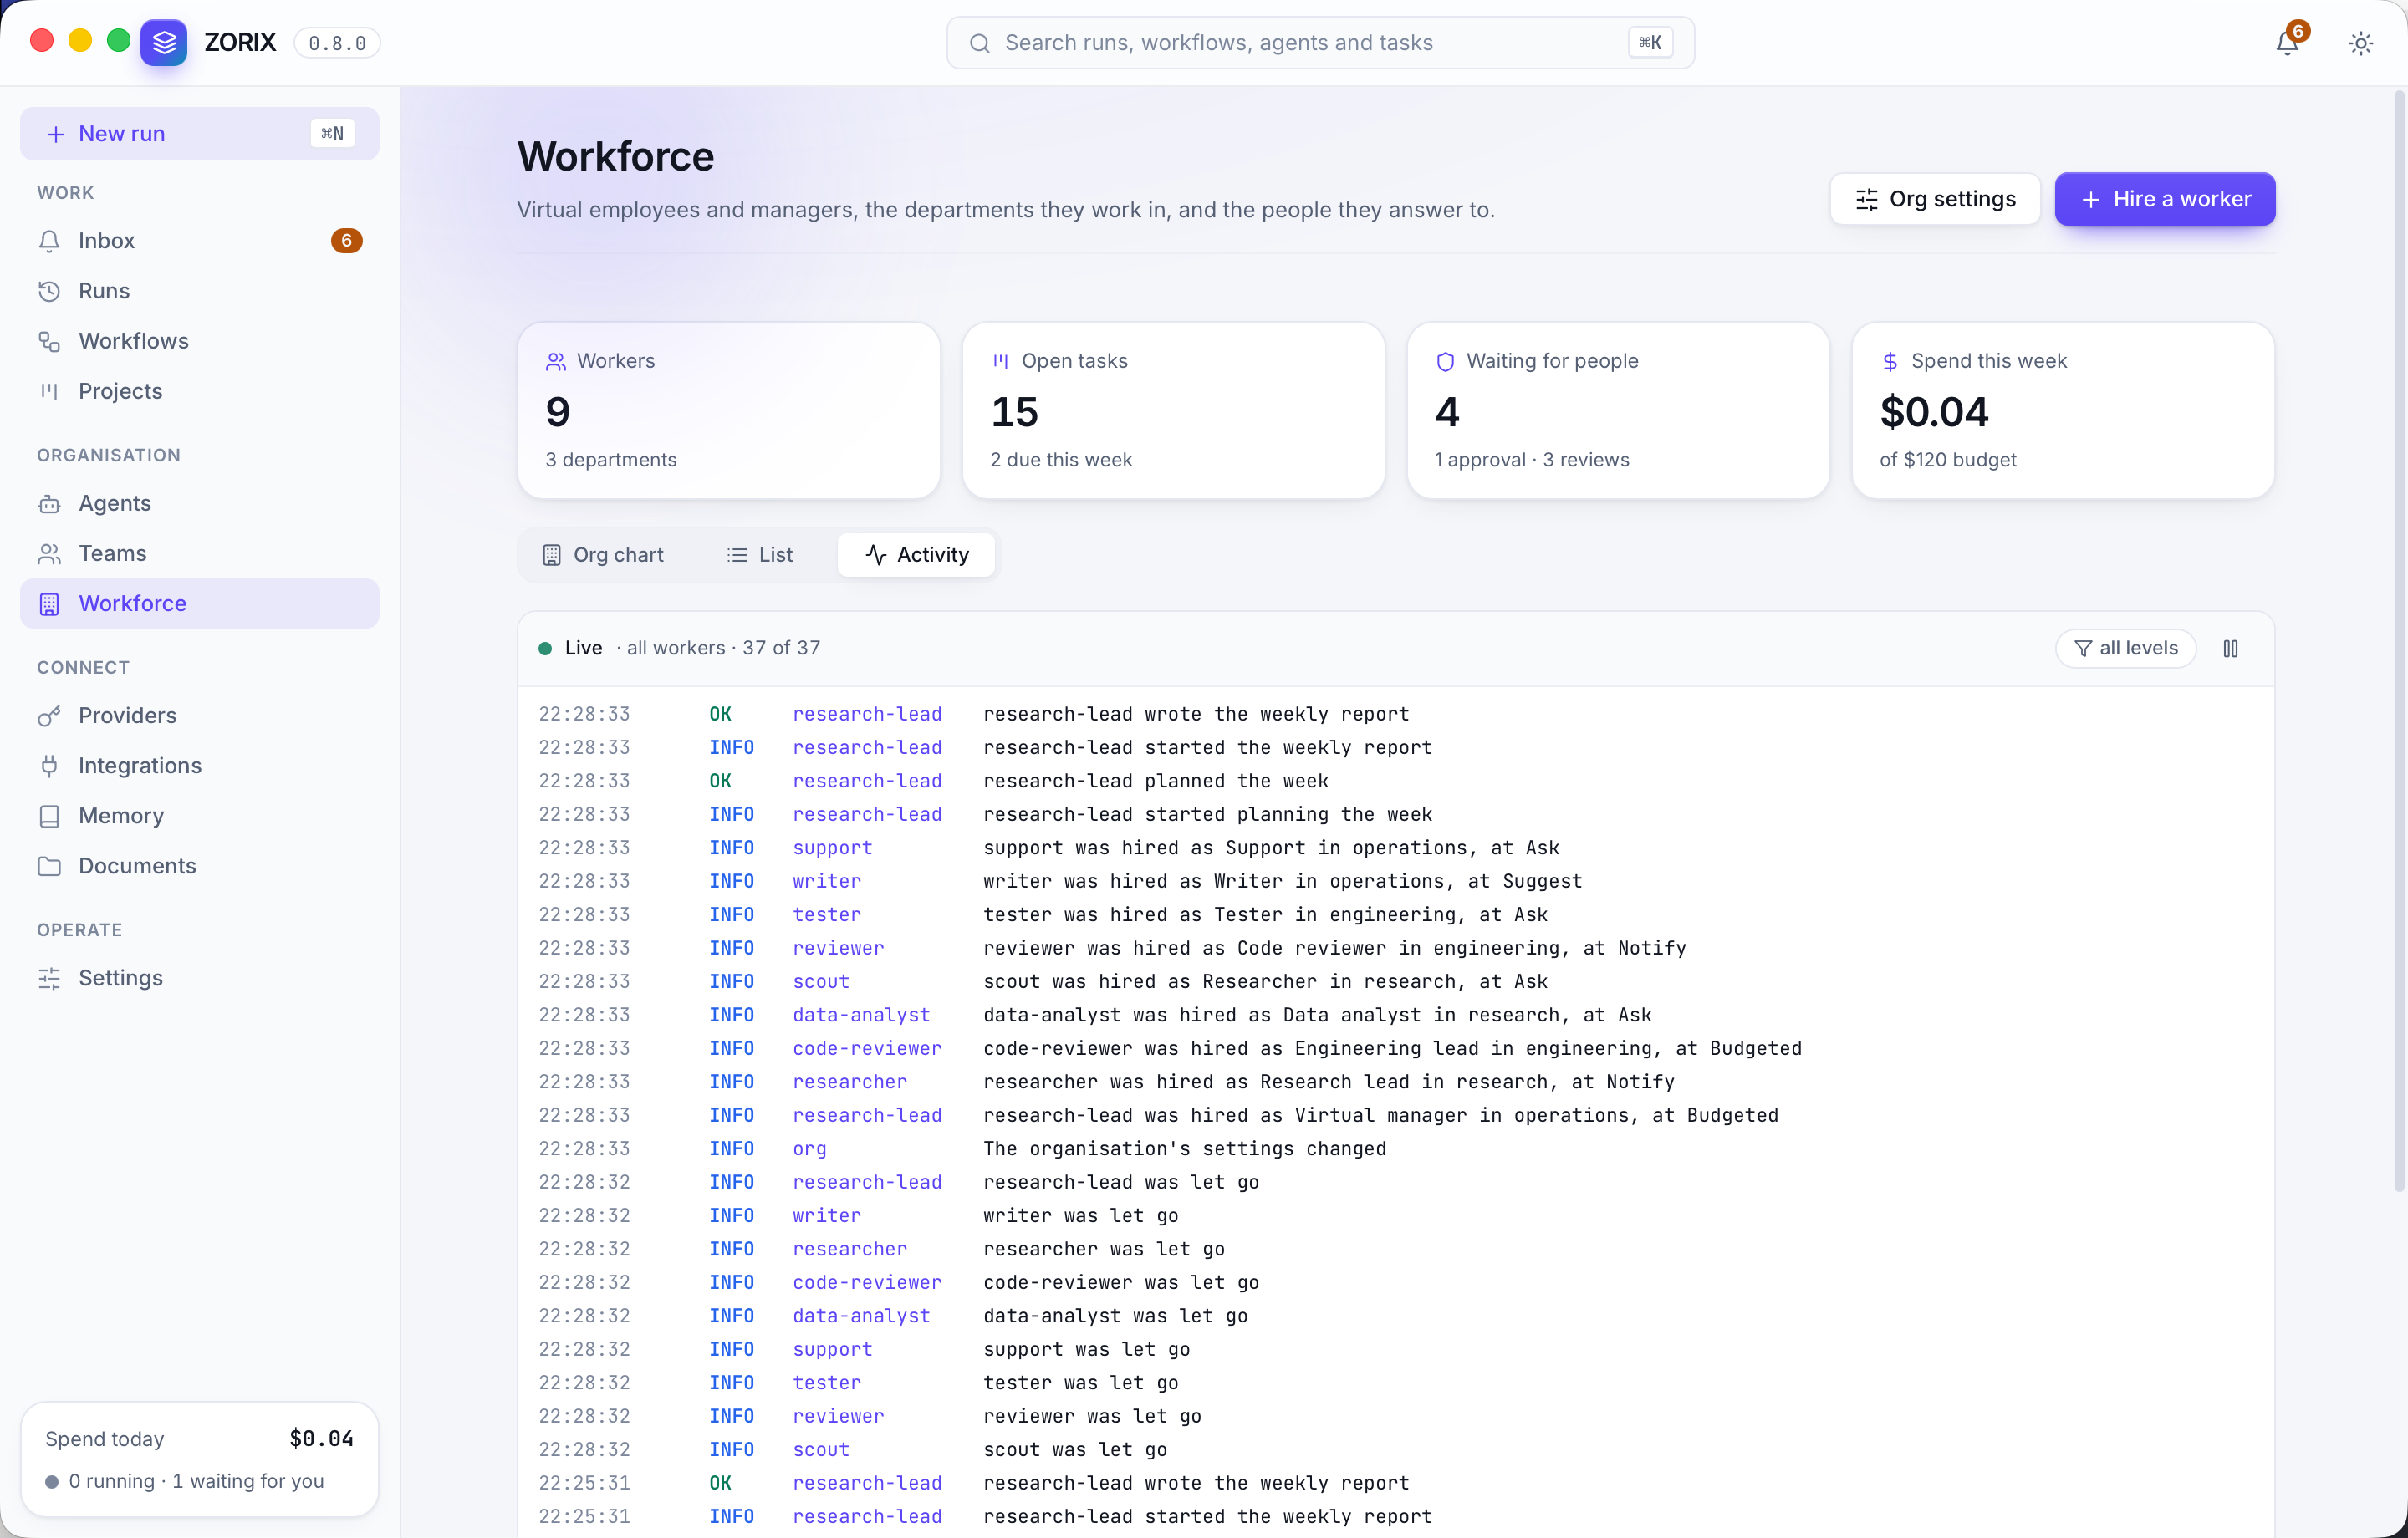 ZORIX 0.8.0
Search runs, workflows, agents and tasks ⌘K
6
New run ⌘N
WORK
Inbox 6
Runs
Workflows
Projects
ORGANISATION
Agents
Teams
Workforce
CONNECT
Providers
Integrations
Memory
Documents
OPERATE
Settings
Spend today $0.04
0 running · 1 waiting for you
Workforce
Virtual employees and managers, the departments they work in, and the people they answer to.
Org settings
Hire a worker
Workers
9
3 departments
Open tasks
15
2 due this week
Waiting for people
4
1 approval · 3 reviews
Spend this week
$0.04
of $120 budget
Org chart List Activity
Live · all workers · 37 of 37 all levels
22:28:33 OK research-lead research-lead wrote the weekly report
22:28:33 INFO research-lead research-lead started the weekly report
22:28:33 OK research-lead research-lead planned the week
22:28:33 INFO research-lead research-lead started planning the week
22:28:33 INFO support support was hired as Support in operations, at Ask
22:28:33 INFO writer writer was hired as Writer in operations, at Suggest
22:28:33 INFO tester tester was hired as Tester in engineering, at Ask
22:28:33 INFO reviewer reviewer was hired as Code reviewer in engineering, at Notify
22:28:33 INFO scout scout was hired as Researcher in research, at Ask
22:28:33 INFO data-analyst data-analyst was hired as Data analyst in research, at Ask
22:28:33 INFO code-reviewer code-reviewer was hired as Engineering lead in engineering, at Budgeted
22:28:33 INFO researcher researcher was hired as Research lead in research, at Notify
22:28:33 INFO research-lead research-lead was hired as Virtual manager in operations, at Budgeted
22:28:33 INFO org The organisation's settings changed
22:28:32 INFO research-lead research-lead was let go
22:28:32 INFO writer writer was let go
22:28:32 INFO researcher researcher was let go
22:28:32 INFO code-reviewer code-reviewer was let go
22:28:32 INFO data-analyst data-analyst was let go
22:28:32 INFO support support was let go
22:28:32 INFO tester tester was let go
22:28:32 INFO reviewer reviewer was let go
22:28:32 INFO scout scout was let go
22:25:31 OK research-lead research-lead wrote the weekly report
22:25:31 INFO research-lead research-lead started the weekly report